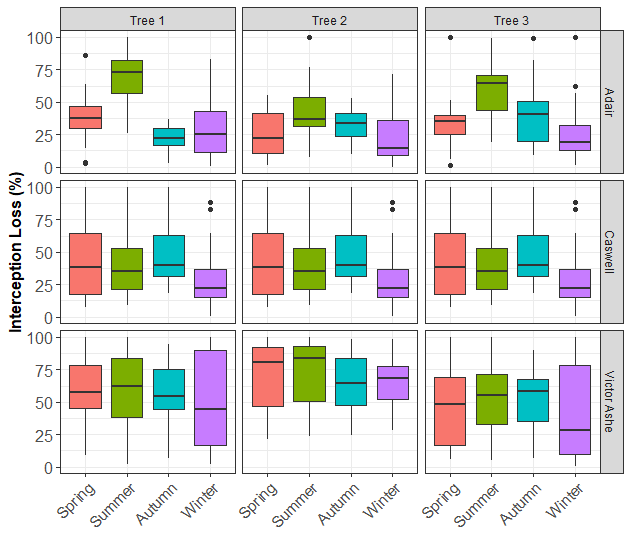 Tree 1 Tree 2 Tree 3
Interception Loss (%)
100
75
50
25
0
Adair
100
75
50
25
0
Caswell
100
75
50
25
0
Victor Ashe
Spring Summer Autumn Winter Spring Summer Autumn Winter Spring Summer Autumn Winter